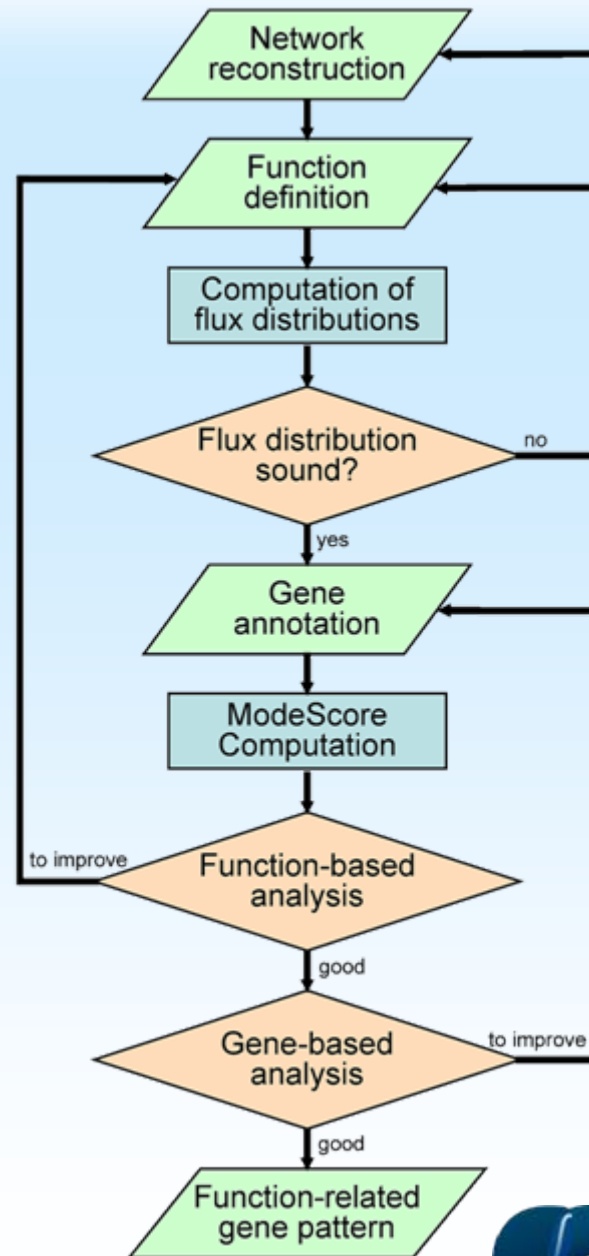 Network
reconstruction
Function
definition
Computation of
flux distributions
Flux distribution
sound?
no
yes
Gene
annotation
ModeScore
Computation
to improve
Function-based
analysis
good
Gene-based
analysis
to improve
good
Function-related
gene pattern